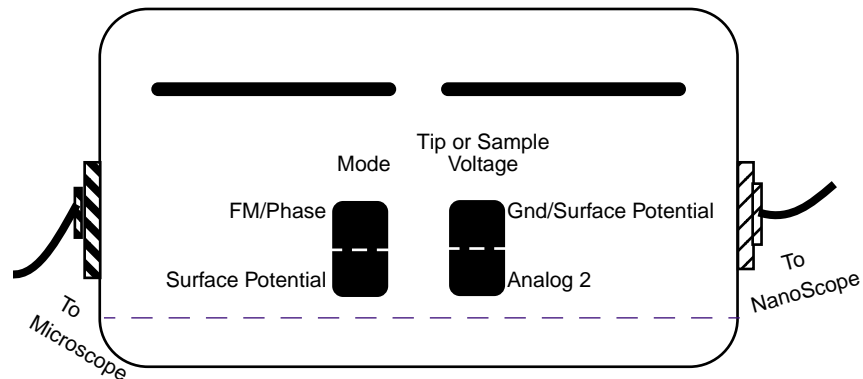 Tip or Sample
Voltage
Mode
FM/Phase
Gnd/Surface Potential
Surface Potential
Analog 2
To
Microscope
To
NanoScope